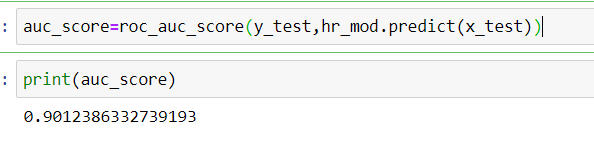 : auc_score=roc_auc_score(y_test,hr_mod.predict(x_test))
: print(auc_score)
0.9012386332739193